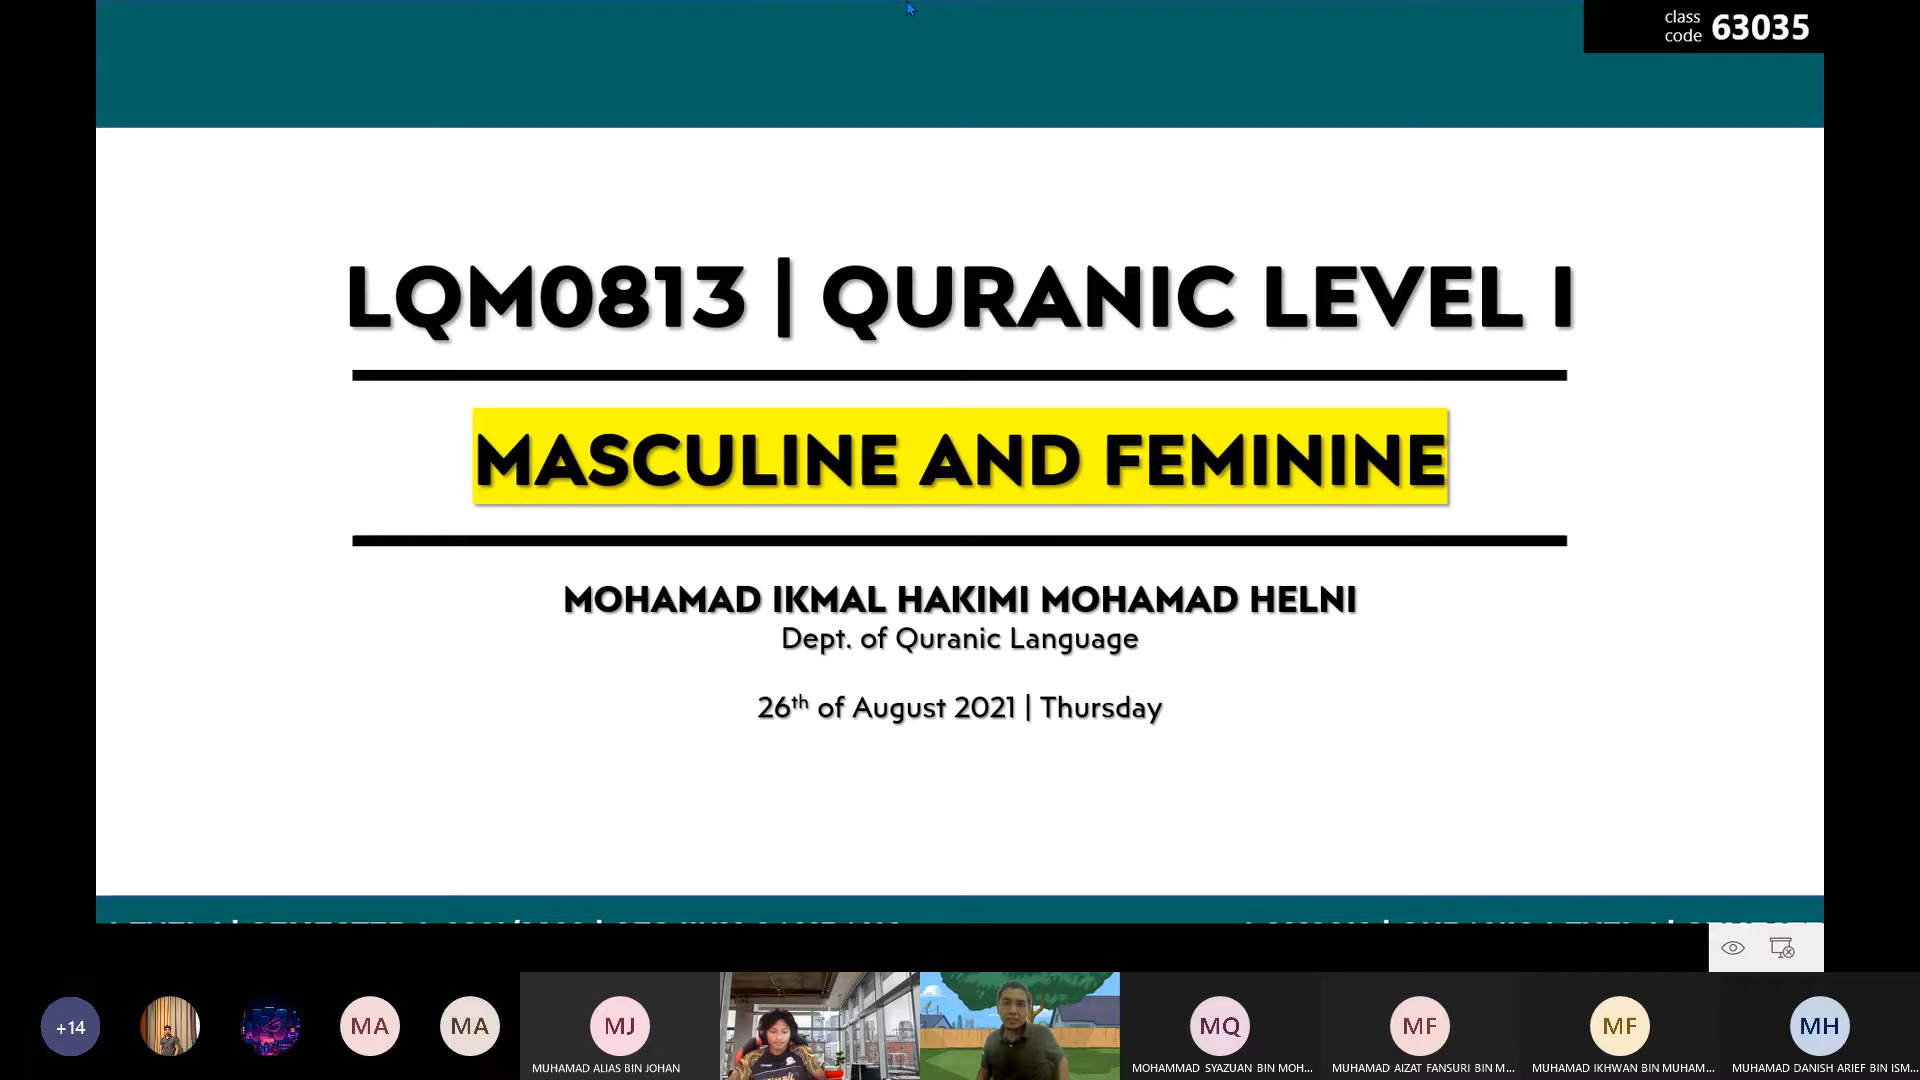 class
code 63035
LQM0813 | QURANIC LEVEL I
MASCULINE AND FEMININE
MOHAMAD IKMAL HAKIMI MOHAMAD HELNI
Dept. of Quranic Language
26th of August 2021 | Thursday
+14
MA
MA
MJ
MUHAMAD ALIAS BIN JOHAN
MQ
MOHAMMAD SYAZUAN BIN MOH...
MF
MUHAMAD AIZAT FANSURI BIN M...
MF
MUHAMAD IKHWAN BIN MUHAM...
MH
MUHAMAD DANISH ARIEF BIN ISM...